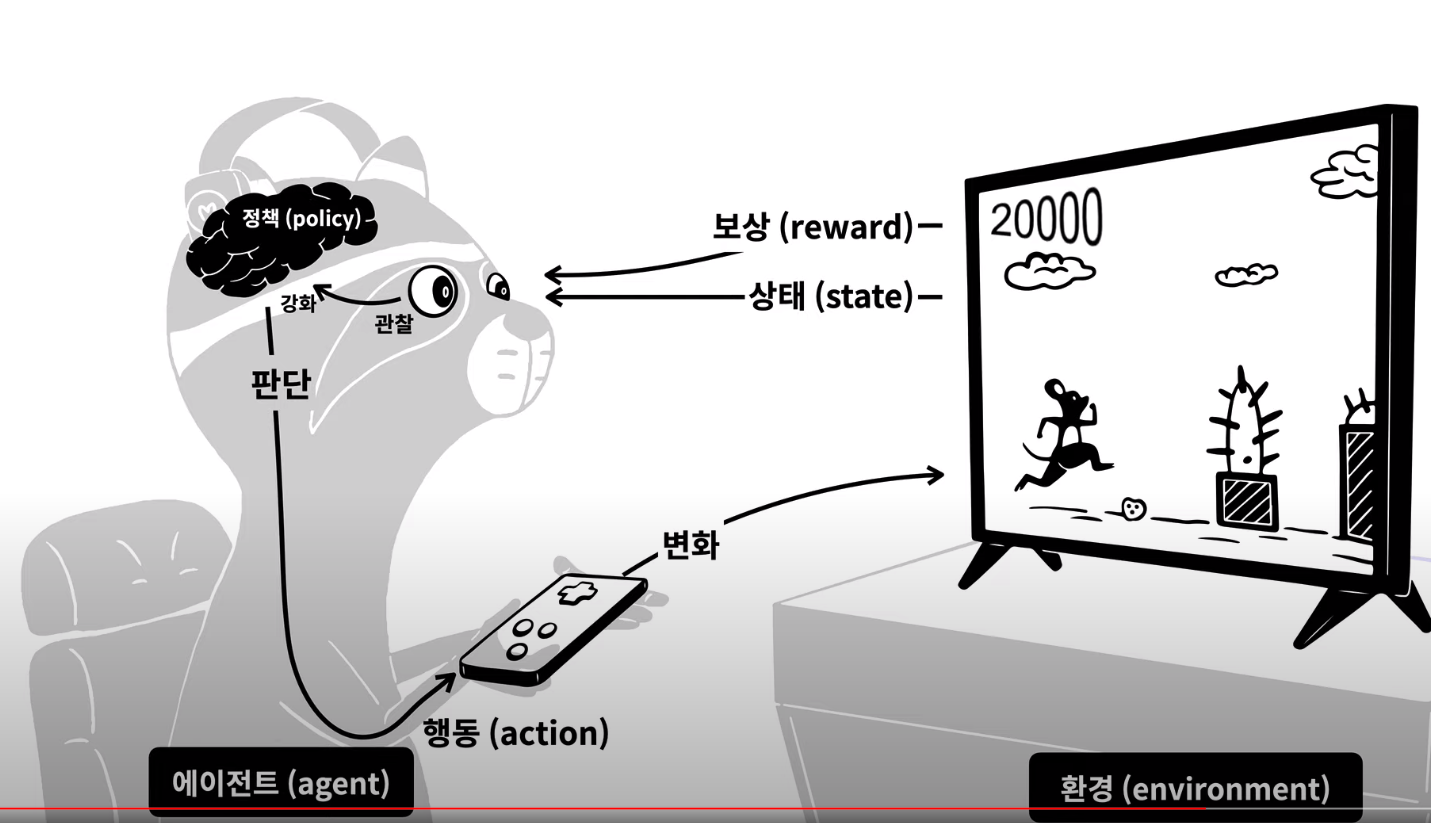 정책 (policy)
보상 (reward)
20000
상태 (state)
강화
관찰
판단
변화
행동 (action)
에이전트 (agent)
환경 (environment)